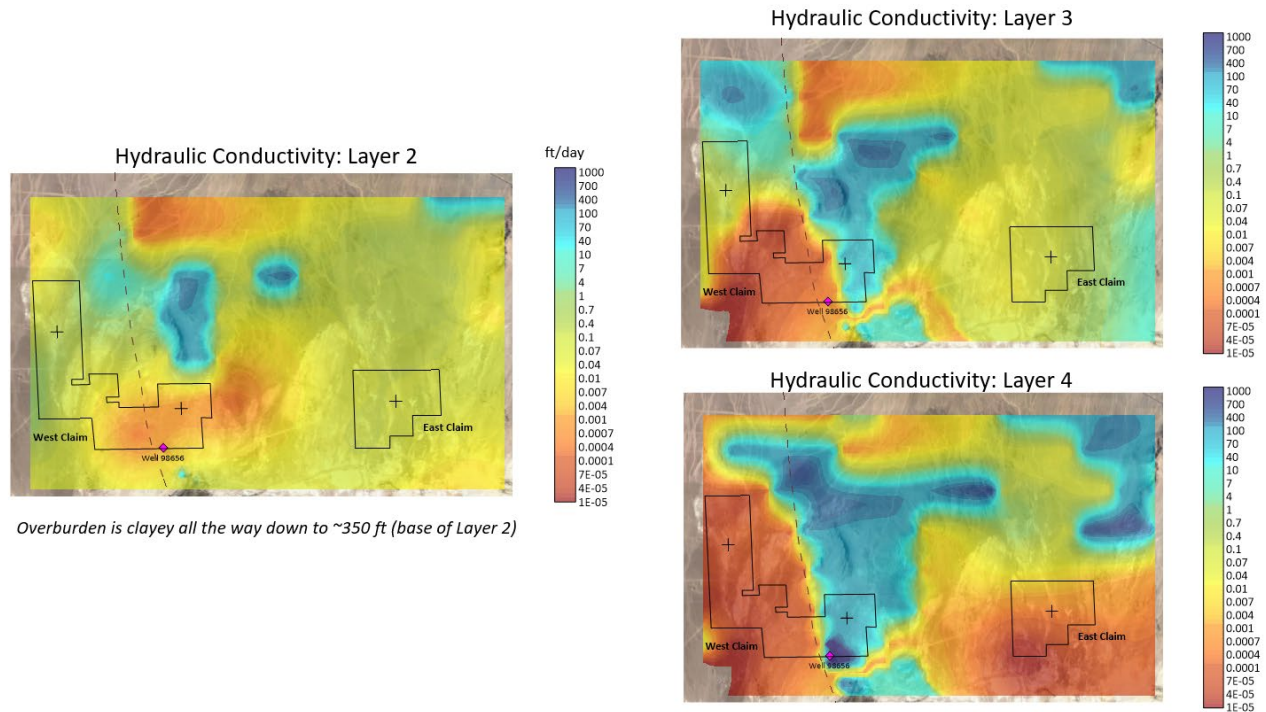 Hydraulic Conductivity: Layer 2
ft/day
1000
700
400
100
70
40
10
7
4
1
0.7
0.4
0.1
0.07
0.04
0.01
0.007
0.004
0.001
0.0007
0.0004
0.0001
7E-05
4E-05
1E-05
West Claim
East Claim
Well 98656
Overburden is clayey all the way down to ~350 ft (base of Layer 2)
Hydraulic Conductivity: Layer 3
1000
700
400
100
70
40
10
7
4
1
0.7
0.4
0.1
0.07
0.04
0.01
0.007
0.004
0.001
0.0007
0.0004
0.0001
7E-05
4E-05
1E-05
West Claim
East Claim
Well 98656
Hydraulic Conductivity: Layer 4
1000
700
400
100
70
40
10
7
4
1
0.7
0.4
0.1
0.07
0.04
0.01
0.007
0.004
0.001
0.0007
0.0004
0.0001
7E-05
4E-05
1E-05
West Claim
East Claim
Well 98656